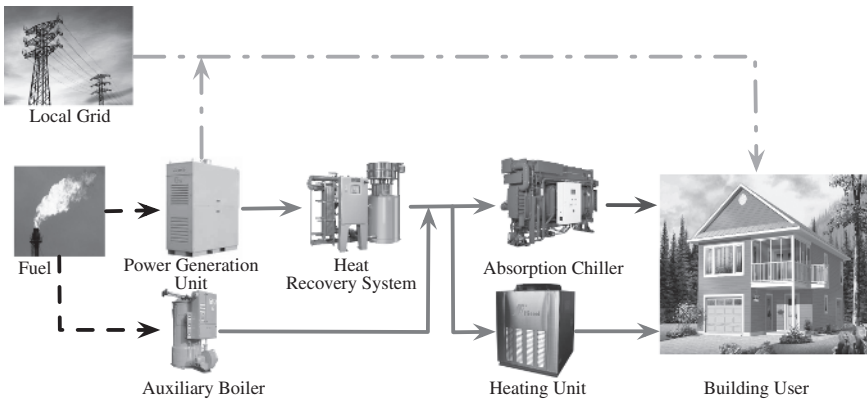 Local Grid
Fuel
Power Generation
Unit
Heat
Recovery System
Absorption Chiller
Auxiliary Boiler
Heating Unit
Building User